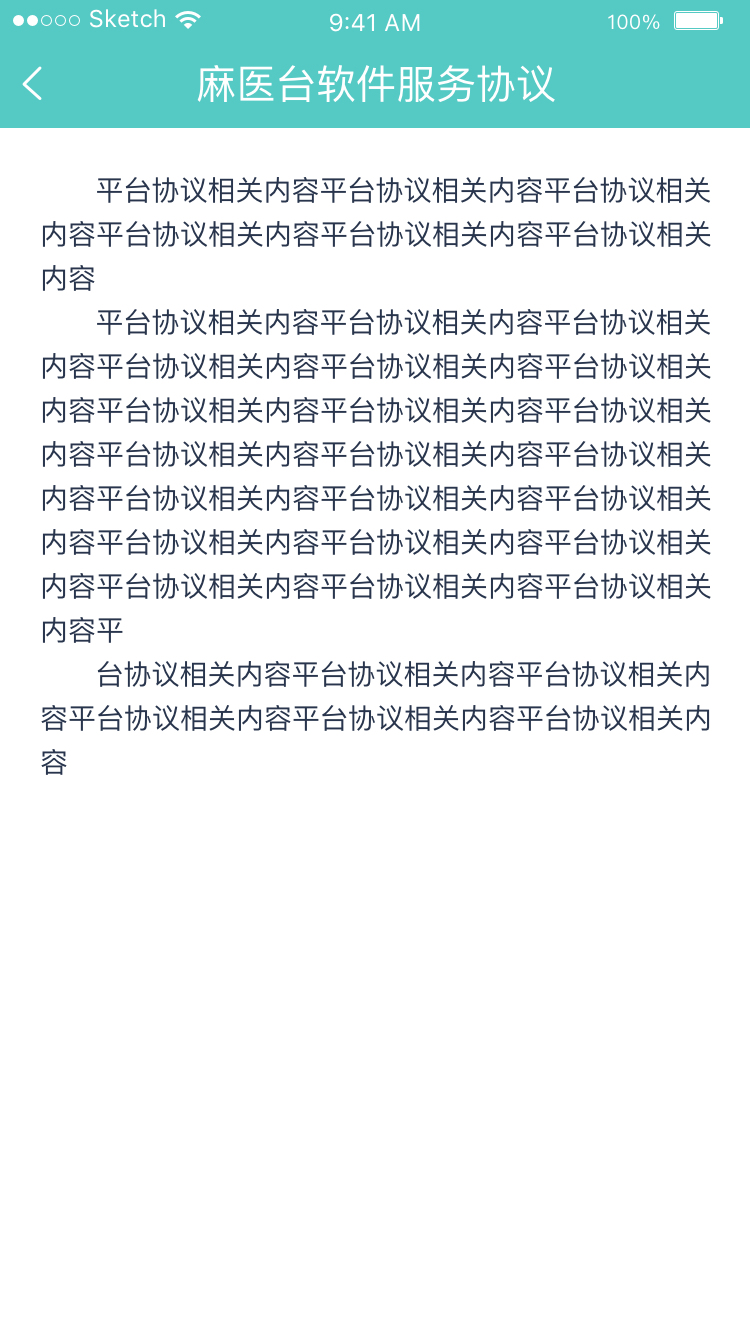 Sketch 9:41 AM 100%
麻医台软件服务协议
平台协议相关内容平台协议相关内容平台协议相关
内容平台协议相关内容平台协议相关内容平台协议相关
内容
平台协议相关内容平台协议相关内容平台协议相关
内容平台协议相关内容平台协议相关内容平台协议相关
内容平台协议相关内容平台协议相关内容平台协议相关
内容平台协议相关内容平台协议相关内容平台协议相关
内容平台协议相关内容平台协议相关内容平台协议相关
内容平台协议相关内容平台协议相关内容平台协议相关
内容平台协议相关内容平台协议相关内容平台协议相关
内容平
台协议相关内容平台协议相关内容平台协议相关内
容平台协议相关内容平台协议相关内容平台协议相关内
容